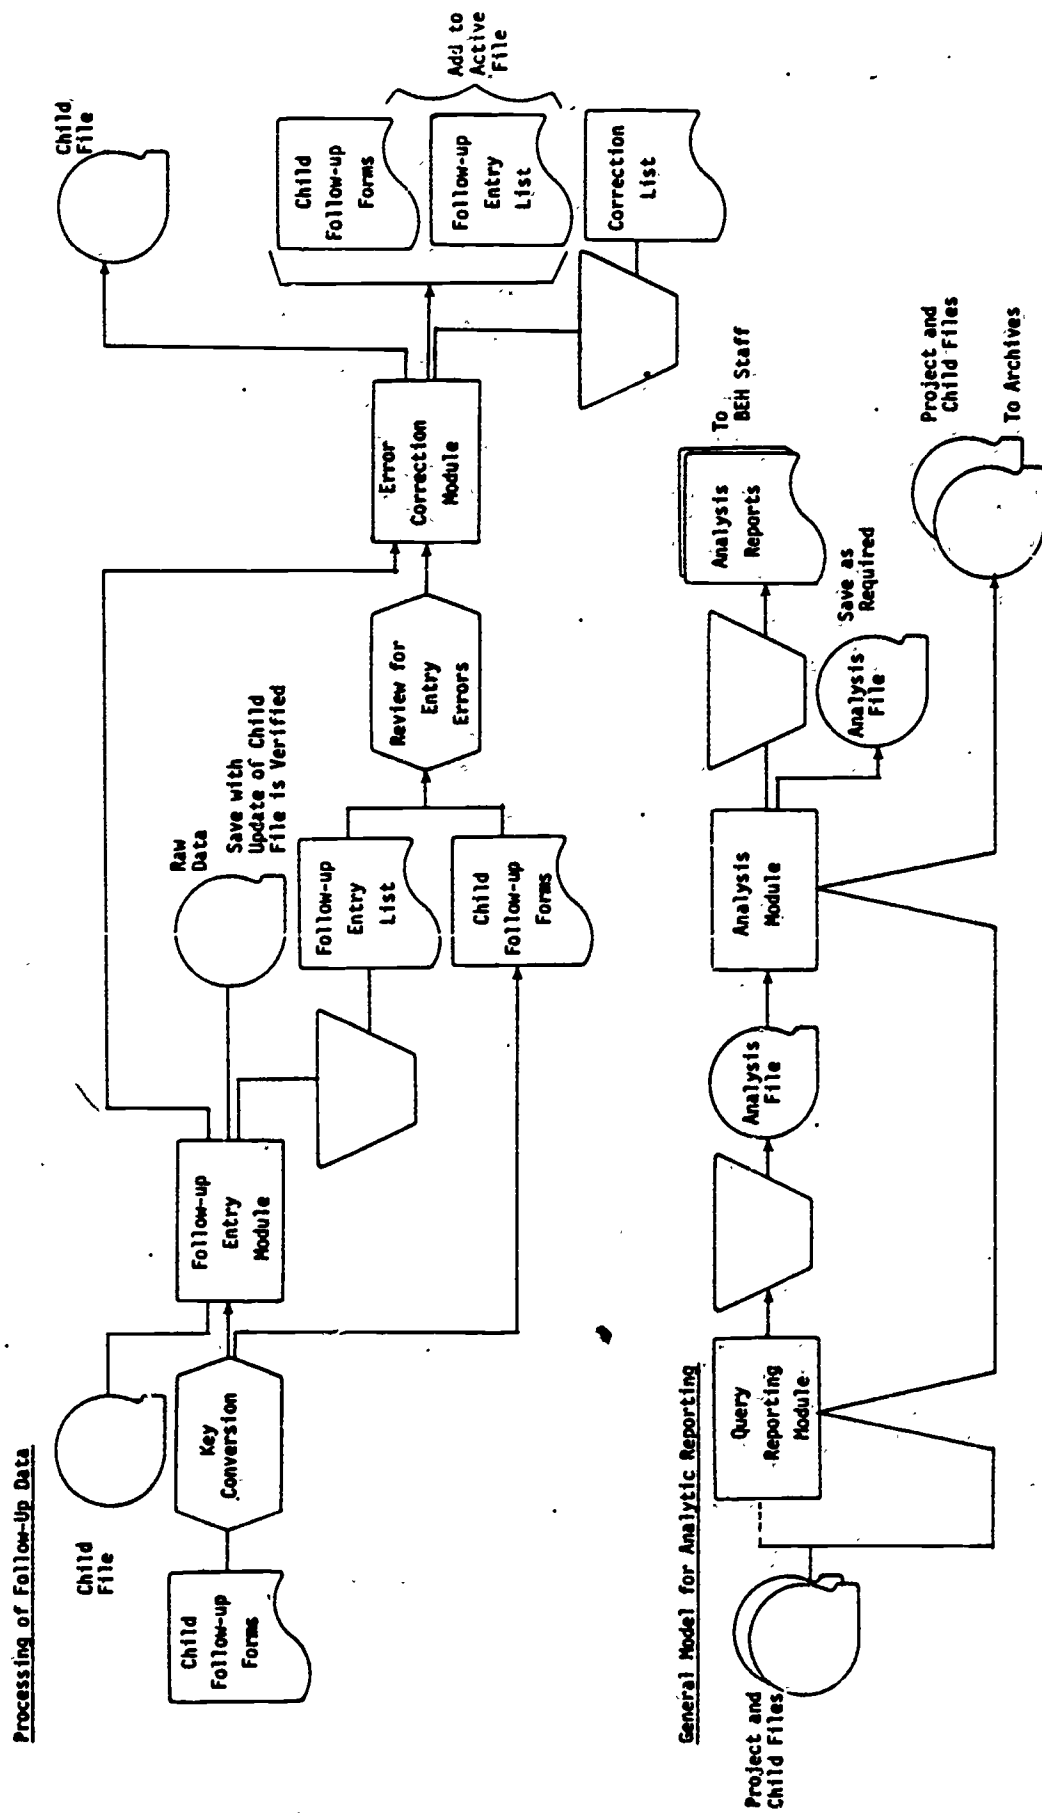 Processing of Follow-Up Data
Child
File
Child
Follow-up
Forms
Key
Conversion
Follow-up
Entry
Module
Raw
Data
Save with
Update of Child
File is Verified
Follow-up
Entry
List
Child
Follow-up
Forms
Review for
Entry
Errors
Error
Correction
Module
Child
File
Child
Follow-up
Forms
Follow-up
Entry
List
Add to
Active
File
Correction
List
General Model for Analytic Reporting
Project and
Child Files
Query
Reporting
Module
Analysis
File
Analysis
Module
Analysis
Reports
To
BEH Staff
Analysis
File
Save as
Required
Project and
Child Files
To Archives